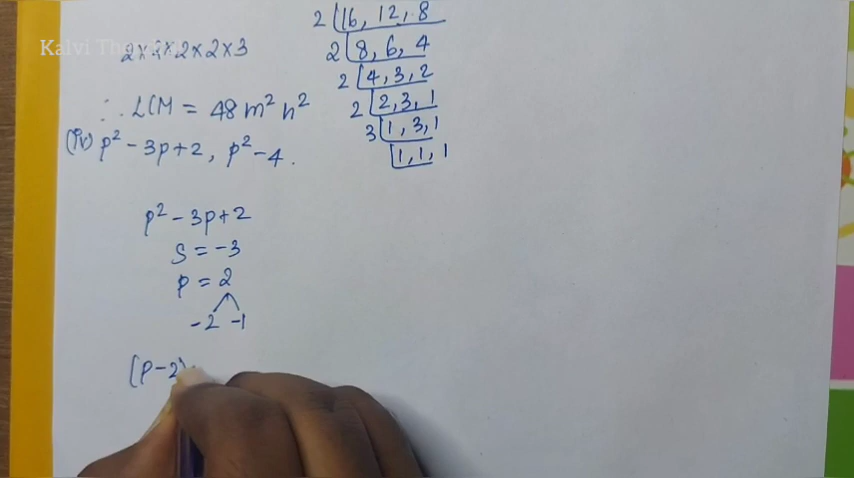 2 | 16, 12, 8
Kalvi
2×2×2×2×3
2 | 8, 6, 4
2 | 4, 3, 2
∴ LCM = 48 m² n²
2 | 2, 3, 1
3 | 1, 3, 1
(iv) p² - 3p + 2, p² - 4.
1, 1, 1
p² - 3p + 2
S = -3
P = 2
-2 -1
(p-2)